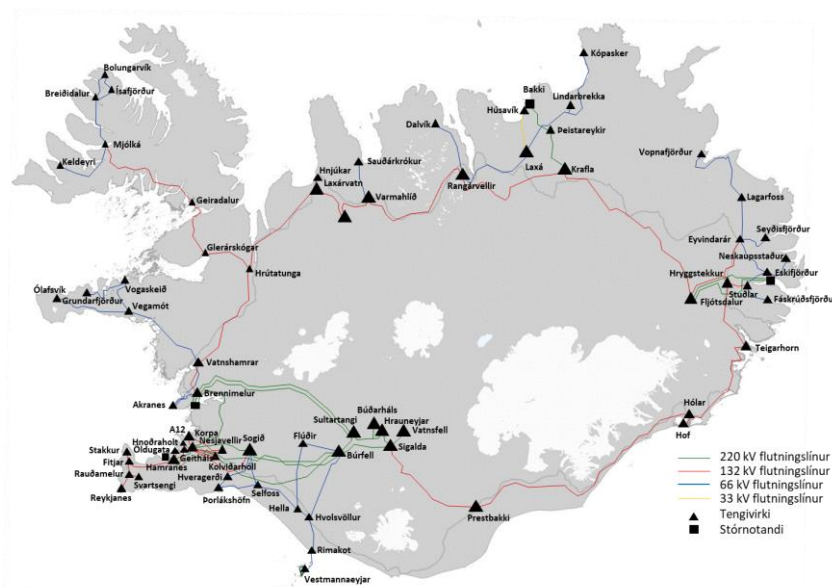 Kópasker
Bolungarvík
Ísafjörður
Breiðidalur
Bakki
Lindarbrekka
Húsavík
Dalvík
Þeistareykir
Mjólká
Keldeyri
Hnjúkar
Sauðárkrókur
Laxárvatn
Varmahlíð
Rangárvellir
Laxá
Krafla
Vopnafjörður
Geiradalur
Lagarfoss
Eyvindarár
Seyðisfjörður
Glerárskógar
Neskaupsstaður
Hrútatunga
Hryggstekkur
Eskifjörður
Ólafsvík
Vogaskeið
Grundarfjörður
Vegamót
Stuðlar
Fljótsdalur
Fáskrúðsfjörður
Teigarhorn
Vatnshamrar
Brennimelur
Akranes
Hólar
Hof
Búðarháls
Sultartangi
Hrauneyjar
Vatnsfell
A12
Korpa
Hnoðraholt
Nesjavellir
Sogið
Flúðir
Sigalda
Stakkur
Öldugata
Geitháls
Búrfell
Fitjar
Hamranes
Kolviðarhóll
Rauðamelur
Hveragerði
Svartsengi
Reykjanes
Þorlákshöfn
Selfoss
Hella
Hvolsvöllur
Prestbakki
Rimakot
Vestmannaeyjar
220 kV flutningslínur
132 kV flutningslínur
66 kV flutningslínur
33 kV flutningslínur
Tengivirki
Stórnotandi